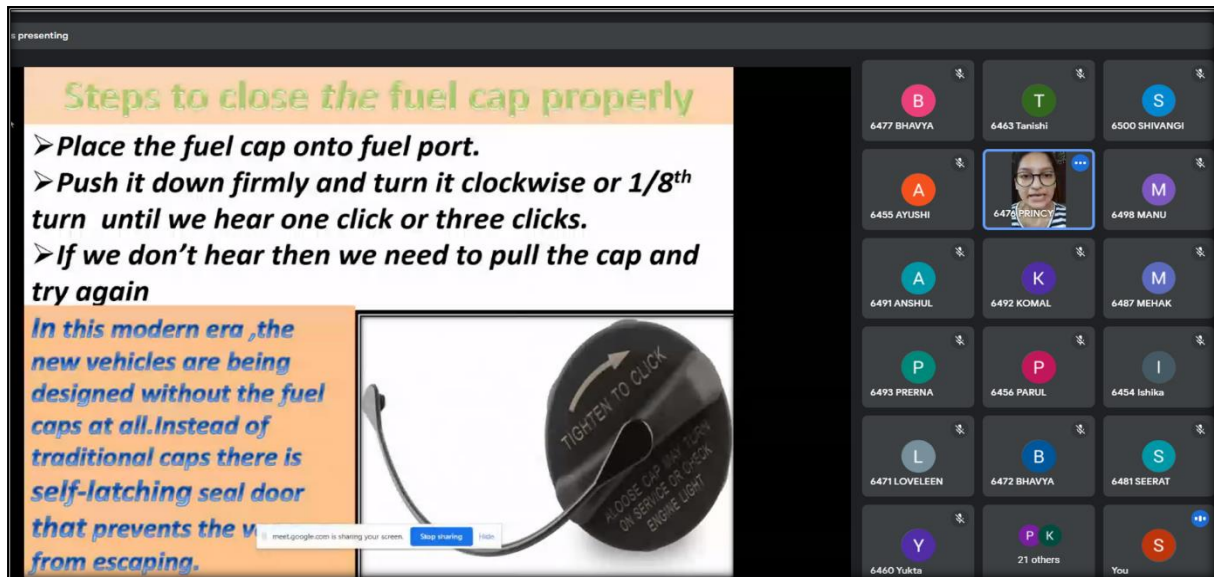 s presenting
Steps to close the fuel cap properly
➢Place the fuel cap onto fuel port.
➢Push it down firmly and turn it clockwise or 1/8th
turn until we hear one click or three clicks.
➢If we don't hear then we need to pull the cap and
try again
In this modern era ,the
new vehicles are being
designed without the fuel
caps at all.Instead of
traditional caps there is
self-latching seal door
that prevents the
from escaping.
TIGHTEN TO CLICK
ALOOSE CAP MAY TURN
ON SERVICE OR CHECK
ENGINE LIGHT
meet.google.com is sharing your screen. Stop sharing Hide
B
6477 BHAVYA
T
6463 Tanishi
S
6500 SHIVANGI
A
6455 AYUSHI
6476 PRINCY
M
6498 MANU
A
6491 ANSHUL
K
6492 KOMAL
M
6487 MEHAK
P
6493 PRERNA
P
6456 PARUL
I
6454 Ishika
L
6471 LOVELEEN
B
6472 BHAVYA
S
6481 SEERAT
Y
6460 Yukta
P K
21 others
S
You